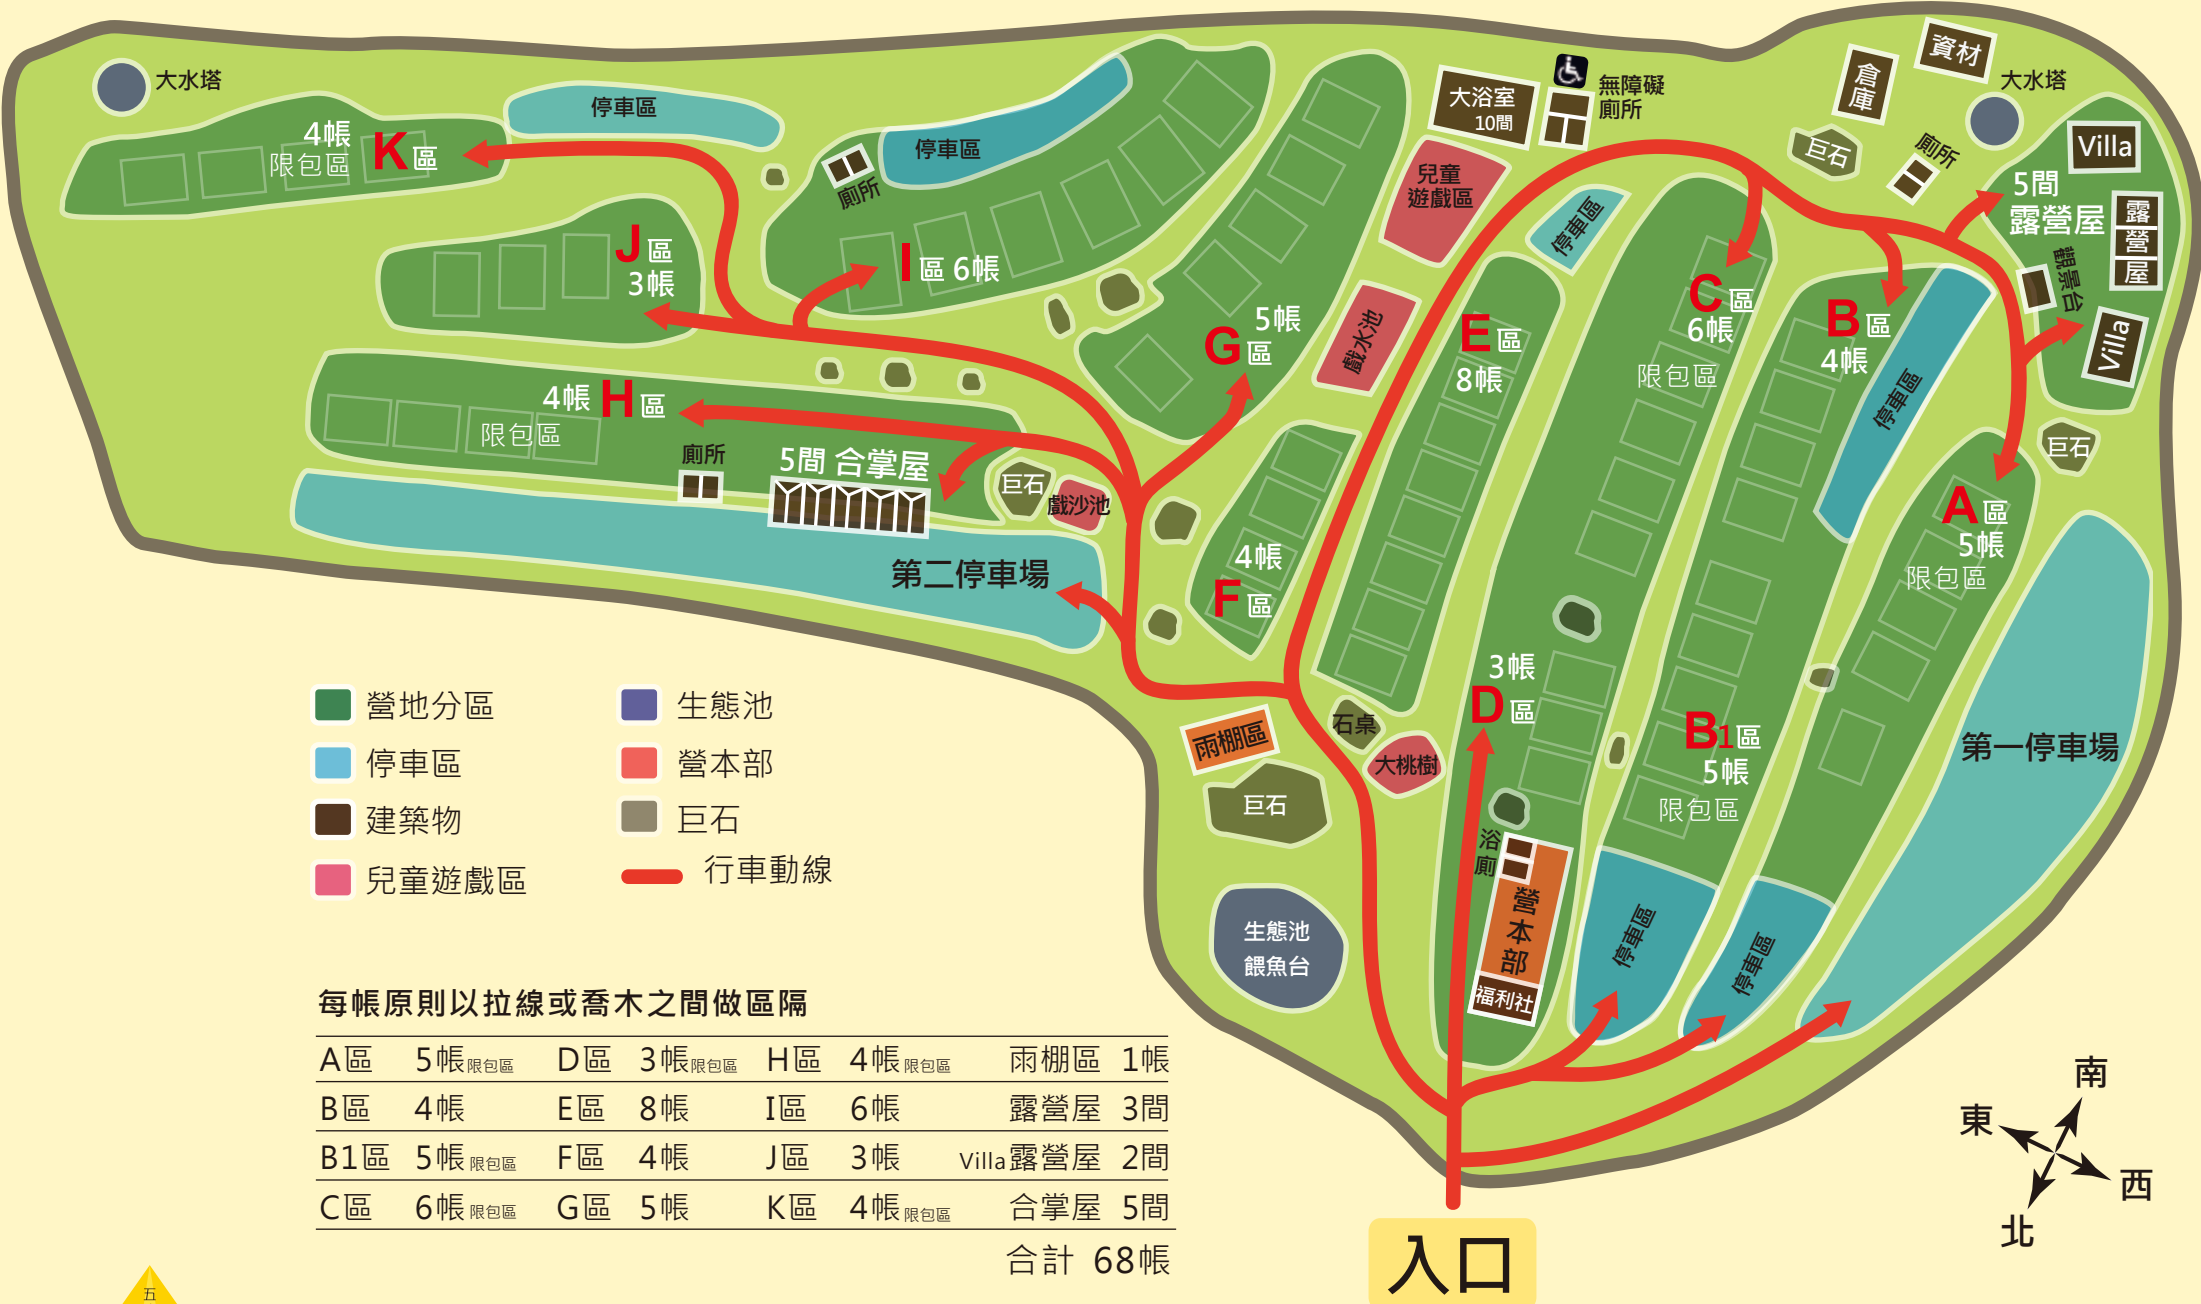 大水塔
4帳
限包區
K區
停車區
停車區
廁所
I區 6帳
J區
3帳
4帳 H區
限包區
廁所
5間 合掌屋
巨石
戲沙池
第二停車場
5帳
G區
4帳
F區
大浴室
10間
無障礙
廁所
兒童
遊戲區
戲水池
停車區
E區
8帳
C區
6帳
限包區
B區
4帳
停車區
倉庫
資材
大水塔
巨石
廁所
Villa
5間
露營屋
露營屋
觀景台
Villa
巨石
A區
5帳
限包區
第一停車場
3帳
D區
B1區
5帳
限包區
石桌
大桃樹
雨棚區
巨石
生態池
餵魚台
浴廁
營本部
福利社
停車區
停車區
營地分區
停車區
建築物
兒童遊戲區
生態池
營本部
巨石
行車動線
每帳原則以拉線或喬木之間做區隔
A區 5帳限包區 D區 3帳限包區 H區 4帳限包區 雨棚區 1帳
B區 4帳 E區 8帳 I區 6帳 露營屋 3間
B1區 5帳限包區 F區 4帳 J區 3帳 Villa露營屋 2間
C區 6帳限包區 G區 5帳 K區 4帳限包區 合掌屋 5間
合計 68帳
入口
南
東
西
北
五